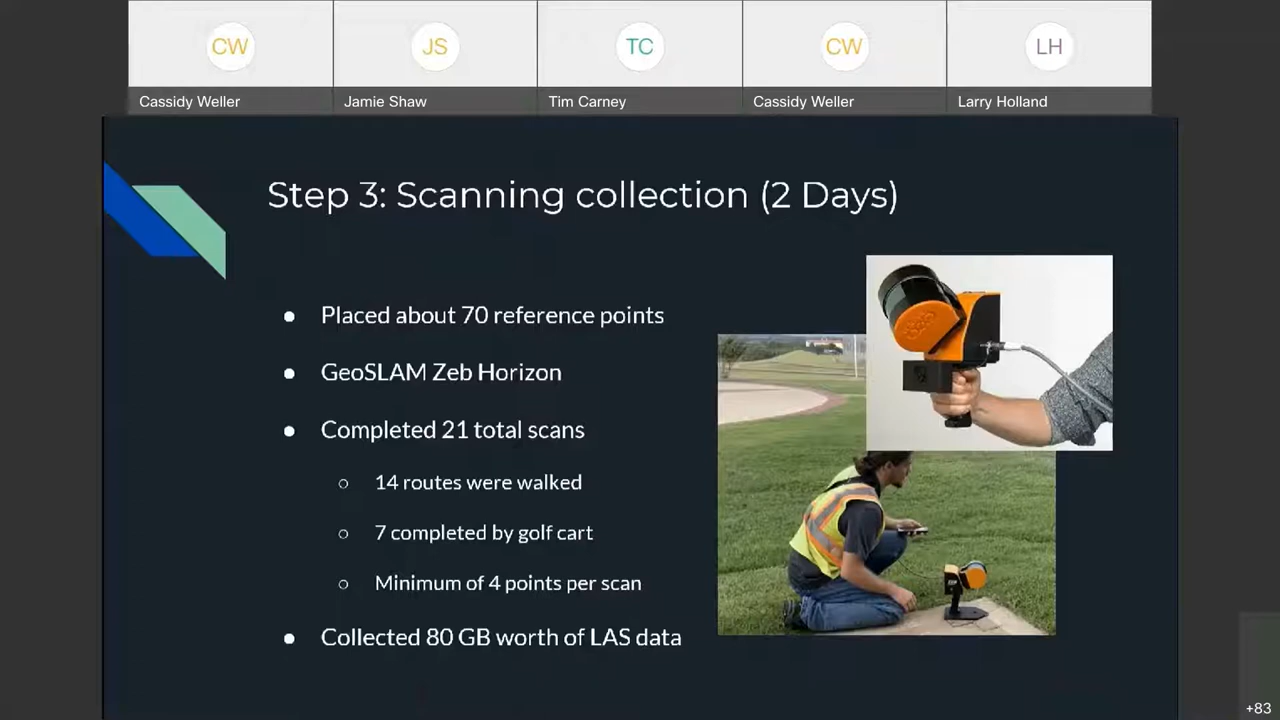 CW
JS
TC
CW
LH
Cassidy Weller
Jamie Shaw
Tim Carney
Cassidy Weller
Larry Holland
Step 3: Scanning collection (2 Days)
● Placed about 70 reference points
● GeoSLAM Zeb Horizon
● Completed 21 total scans
○ 14 routes were walked
○ 7 completed by golf cart
○ Minimum of 4 points per scan
● Collected 80 GB worth of LAS data
+83